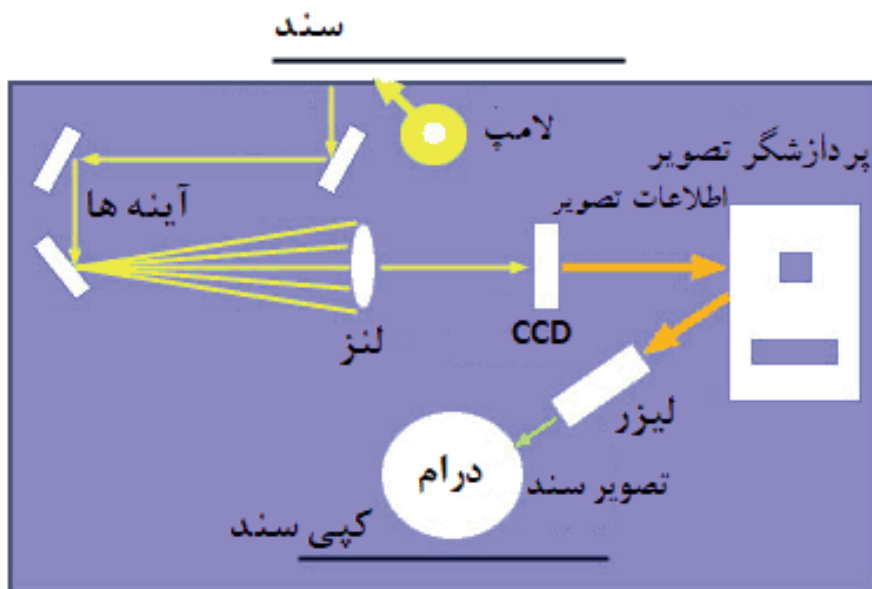 سند
لامپ
پردازشگر تصویر
اطلاعات تصویر
آینه ها
لنز
CCD
لیزر
درام
تصویر سند
کپی سند